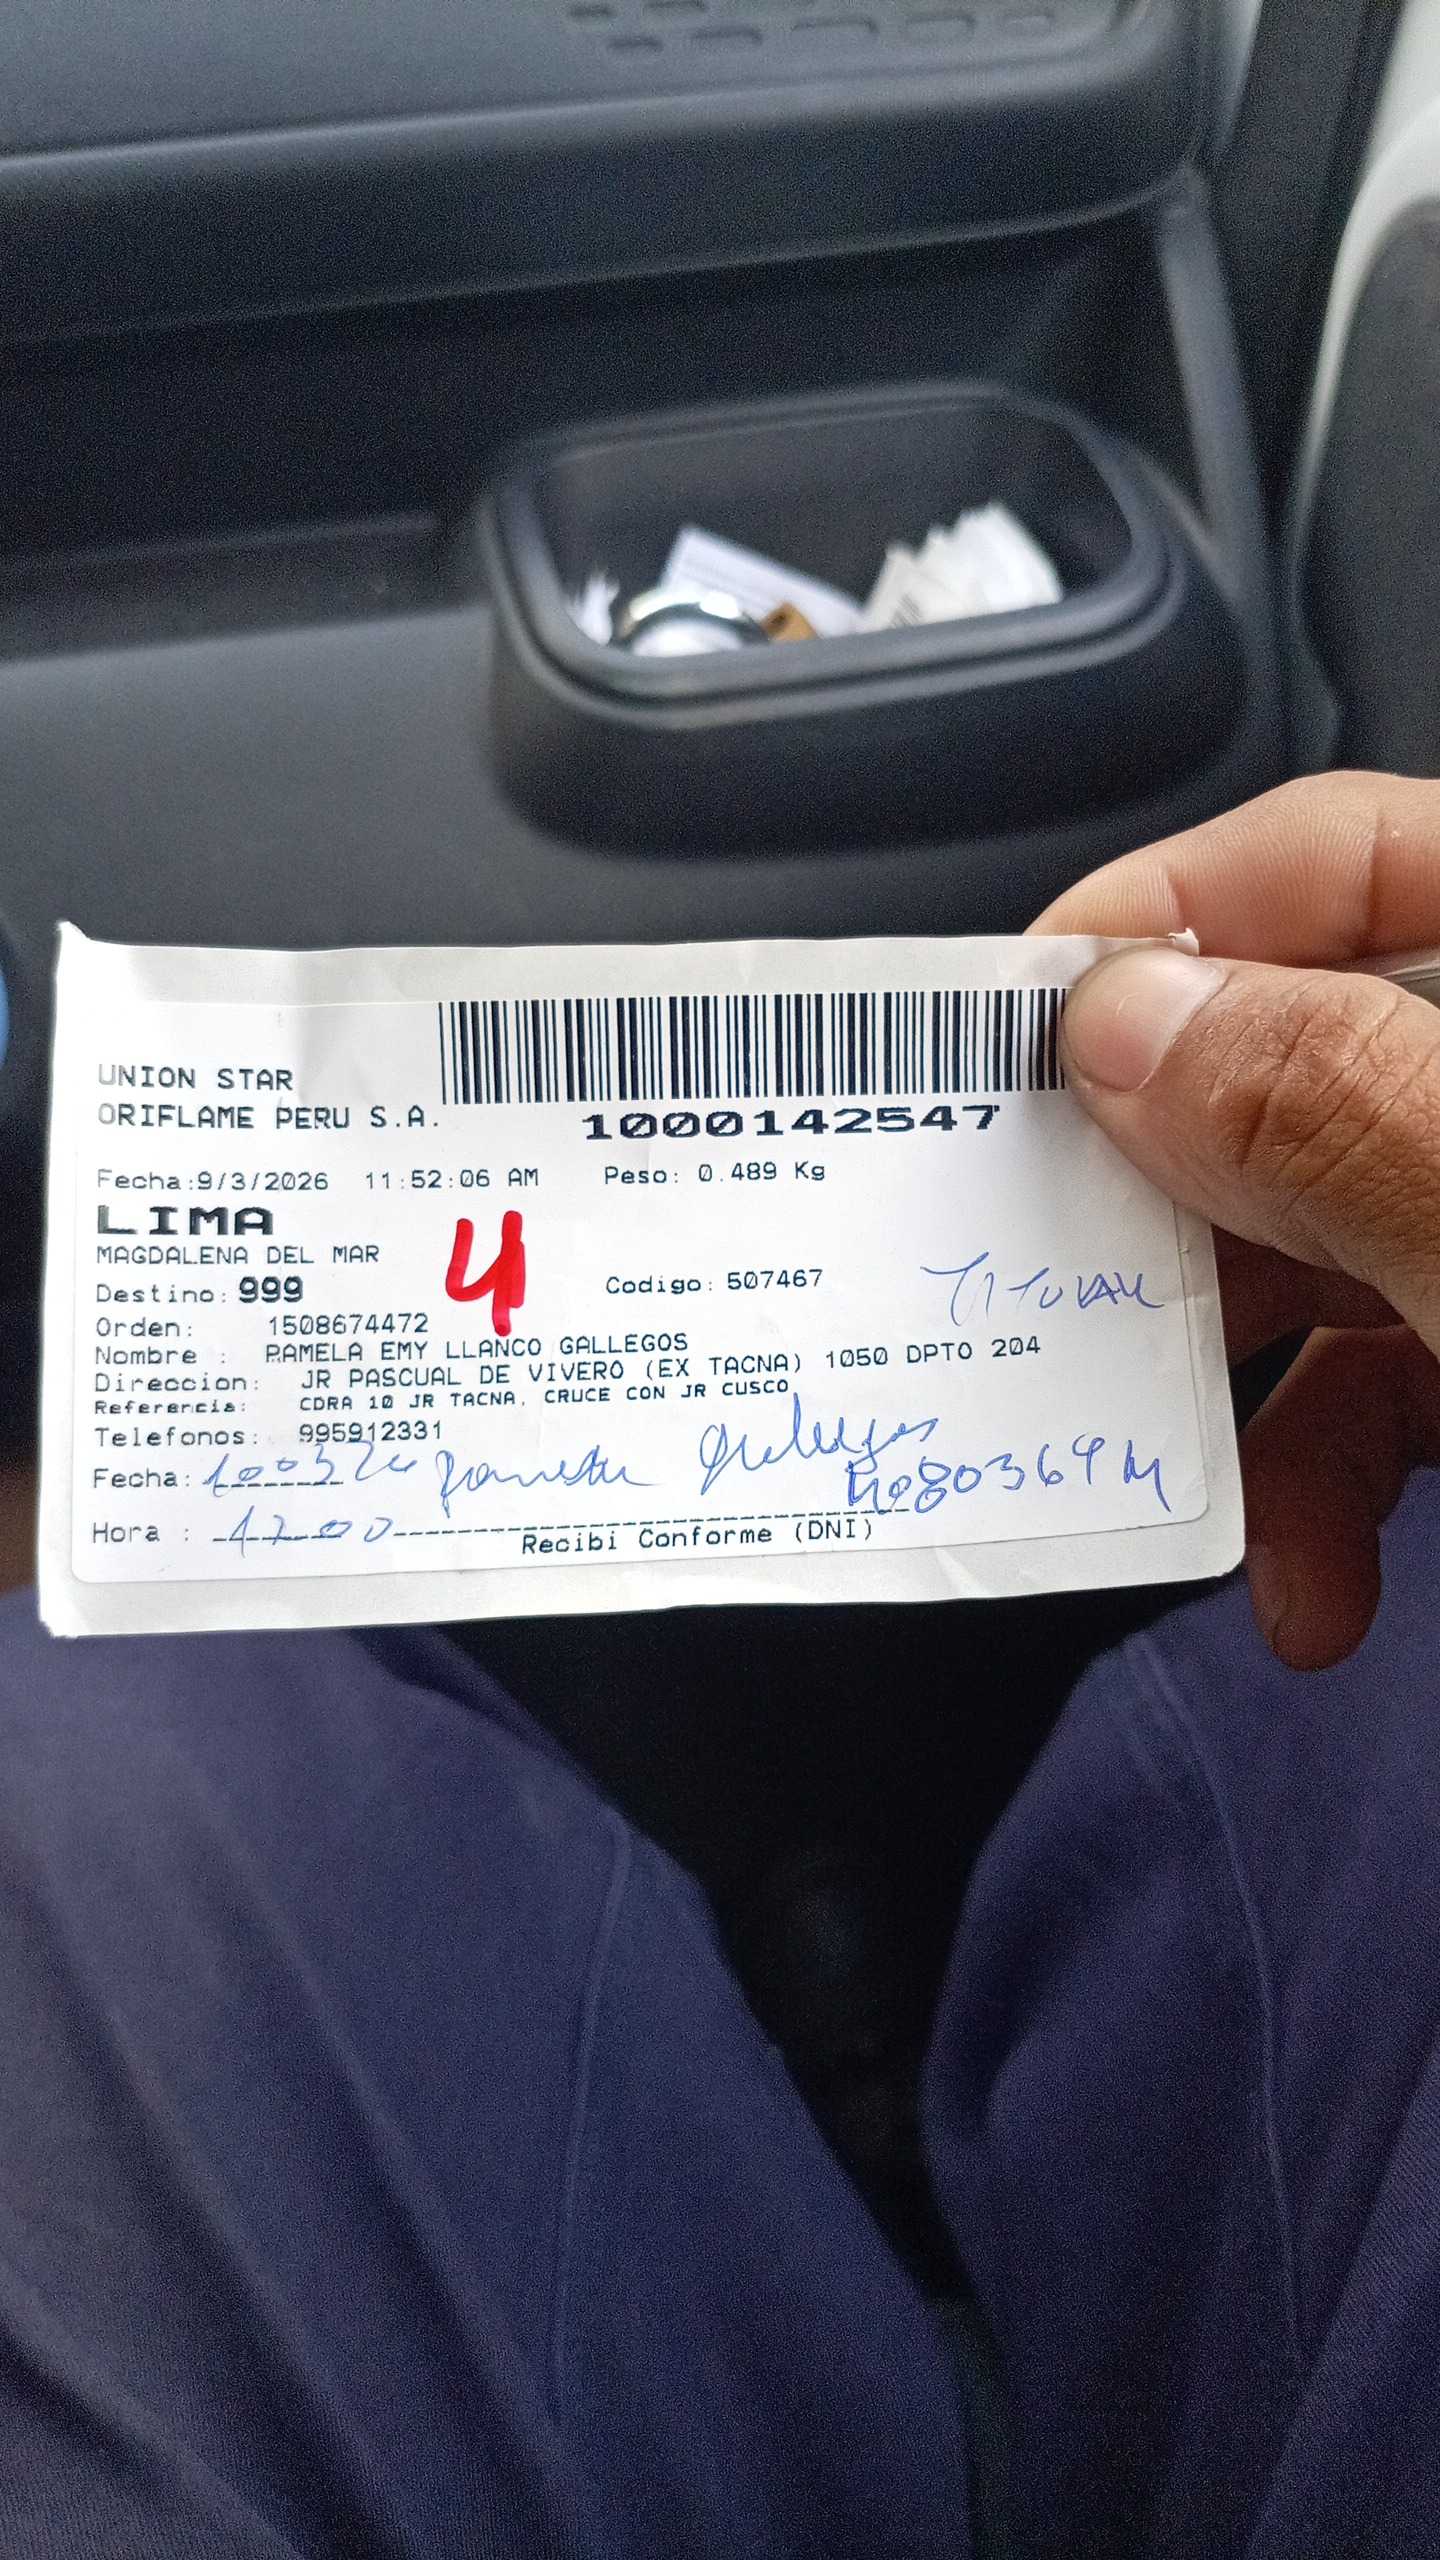 UNION STAR
ORIFLAME PERU S.A.
1000142547
Fecha:9/3/2026 11:52:06 AM Peso: 0.489 Kg
LIMA
MAGDALENA DEL MAR
4
Destino: 999 Codigo: 507467
TITULAR
Orden: 1508674472
Nombre : PAMELA EMY LLANCO GALLEGOS
Direccion: JR PASCUAL DE VIVERO (EX TACNA) 1050 DPTO 204
Referencia: CDRA 10 JR TACNA, CRUCE CON JR CUSCO
Telefonos: 995912331
Fecha: Gallegos
Hora :
Recibi Conforme (DNI)